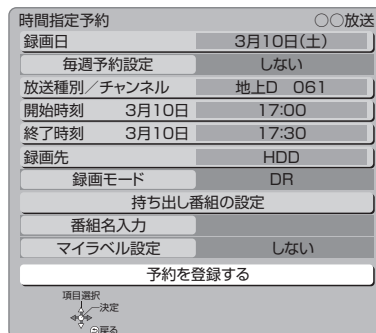 時間指定予約 ○○放送
録画日 3月10日(土)
毎週予約設定 しない
放送種別／チャンネル 地上D 061
開始時刻 3月10日 17:00
終了時刻 3月10日 17:30
録画先 HDD
録画モード DR
持ち出し番組の設定
番組名入力
マイラベル設定 しない
予約を登録する
項目選択
決定
戻る